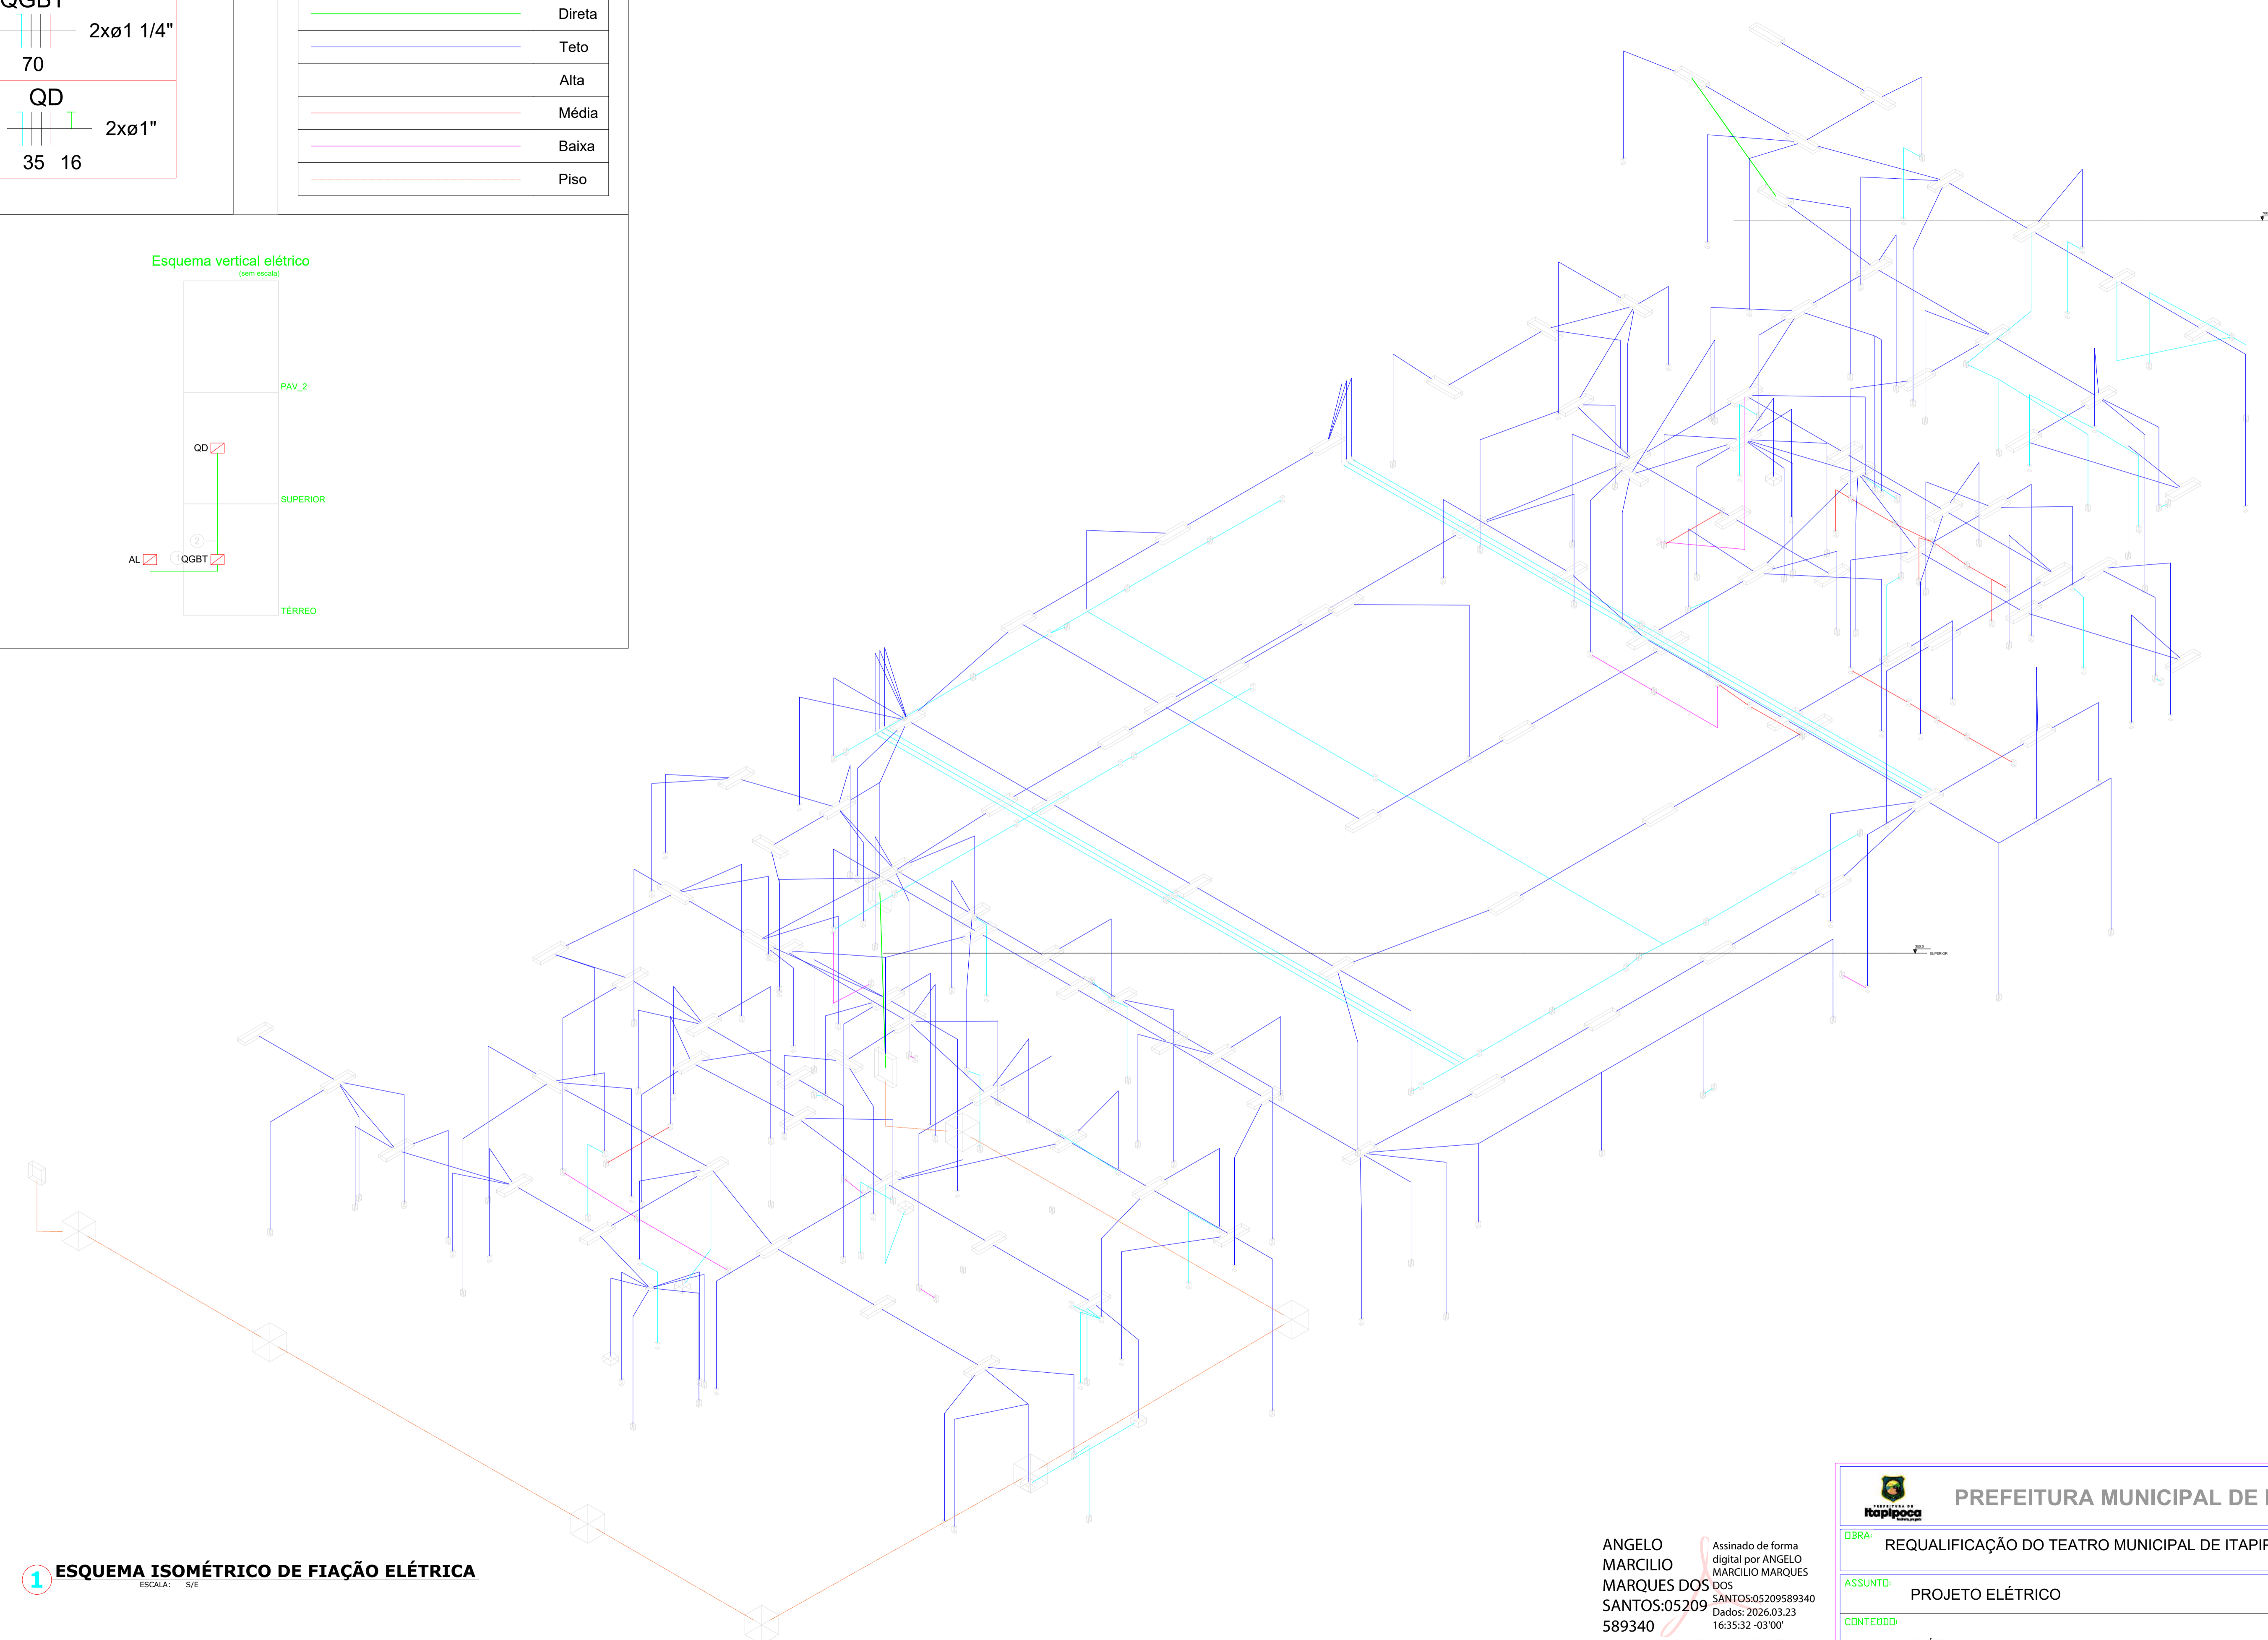 QGBT
2xø1 1/4"
70
QD
2xø1"
35 16
Direta
Teto
Alta
Média
Baixa
Piso
Esquema vertical elétrico
(sem escala)
PAV_2
QD
SUPERIOR
2
AL
QGBT
TÉRREO
SUPERIOR
1 ESQUEMA ISOMÉTRICO DE FIAÇÃO ELÉTRICA
ESCALA: S/E
ANGELO
MARCILIO
MARQUES DOS
SANTOS:05209
589340
Assinado de forma
digital por ANGELO
MARCILIO MARQUES
DOS
SANTOS:05209589340
Dados: 2026.03.23
16:35:32 -03'00'
PREFEITURA DE
Itapipoca
PREFEITURA MUNICIPAL DE
OBRA:
REQUALIFICAÇÃO DO TEATRO MUNICIPAL DE ITAPIP
ASSUNTO:
PROJETO ELÉTRICO
CONTEÚDO: